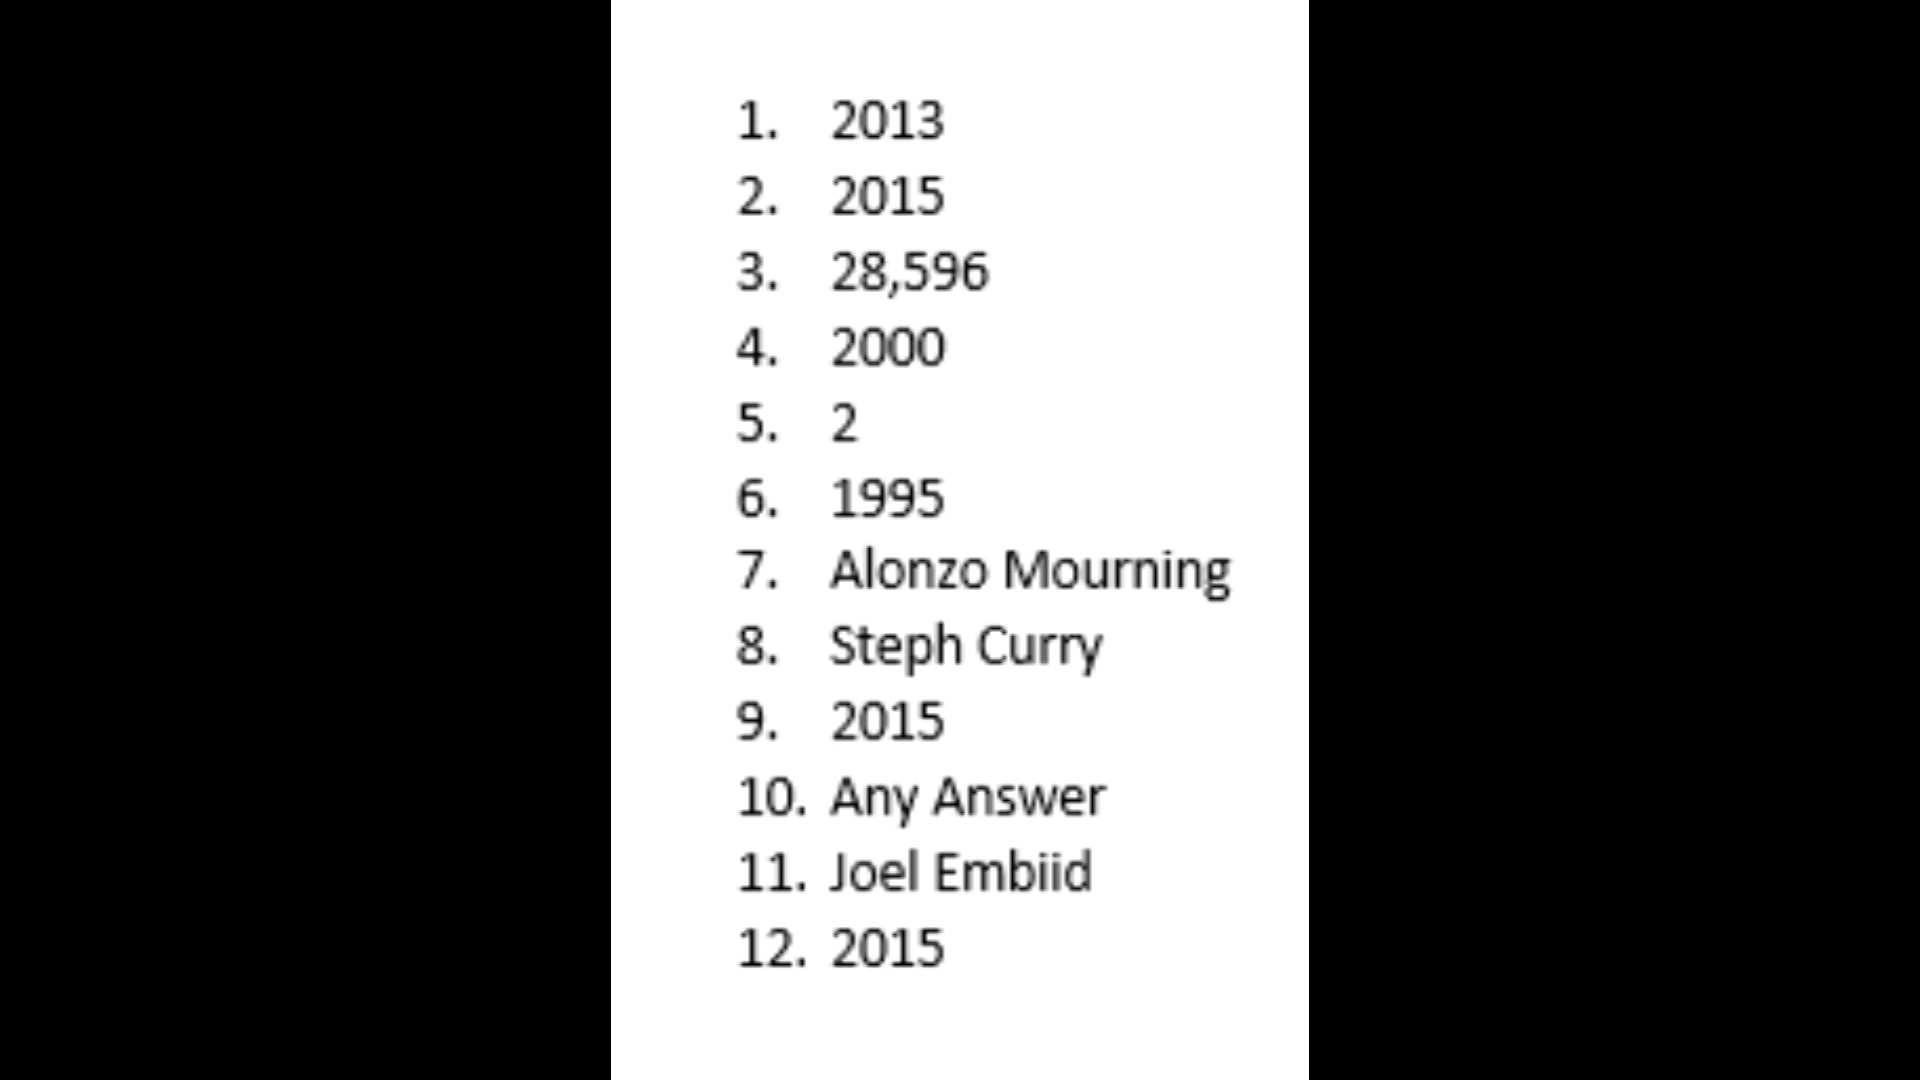 1. 2013
2. 2015
3. 28,596
4. 2000
5. 2
6. 1995
7. Alonzo Mourning
8. Steph Curry
9. 2015
10. Any Answer
11. Joel Embiid
12. 2015